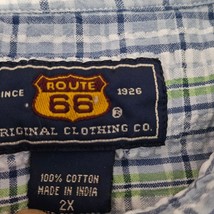 SINCE ROUTE 1926
66 ®
ORIGINAL CLOTHING CO.
100% COTTON
MADE IN INDIA
2X